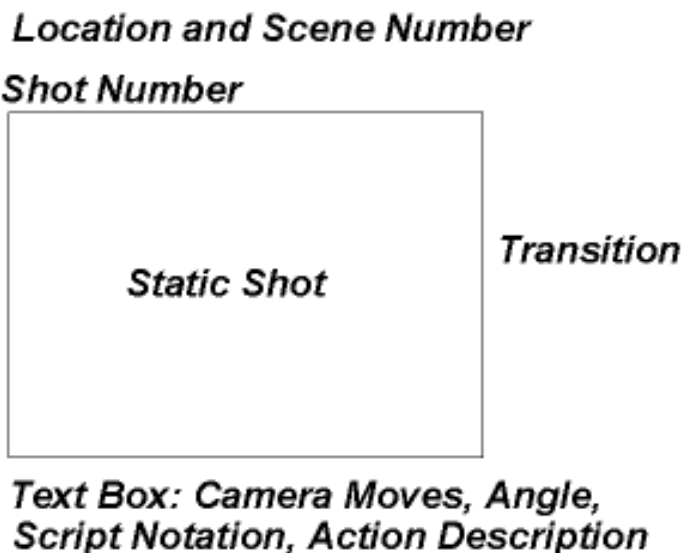 Location and Scene Number
Shot Number
Static Shot
Transition
Text Box: Camera Moves, Angle,
Script Notation, Action Description